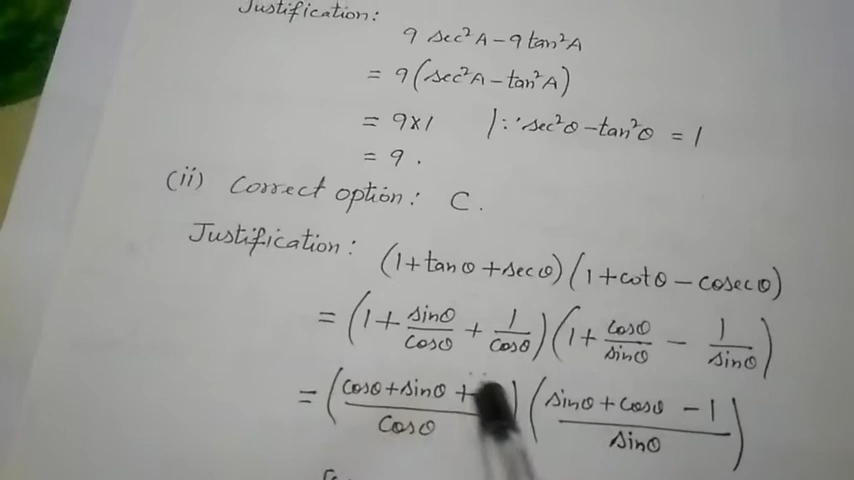 Justification:
9 sec²A – 9 tan²A
= 9 (sec²A – tan²A)
= 9×1 | ∵ sec²θ – tan²θ = 1
= 9 .
(ii) Correct option: C.
Justification: (1+tanθ+secθ)(1+cotθ – cosecθ)
= (1 + sinθ/cosθ + 1/cosθ)(1 + cosθ/sinθ – 1/sinθ)
= (cosθ+sinθ + /cosθ)(sinθ+cosθ – 1/sinθ)